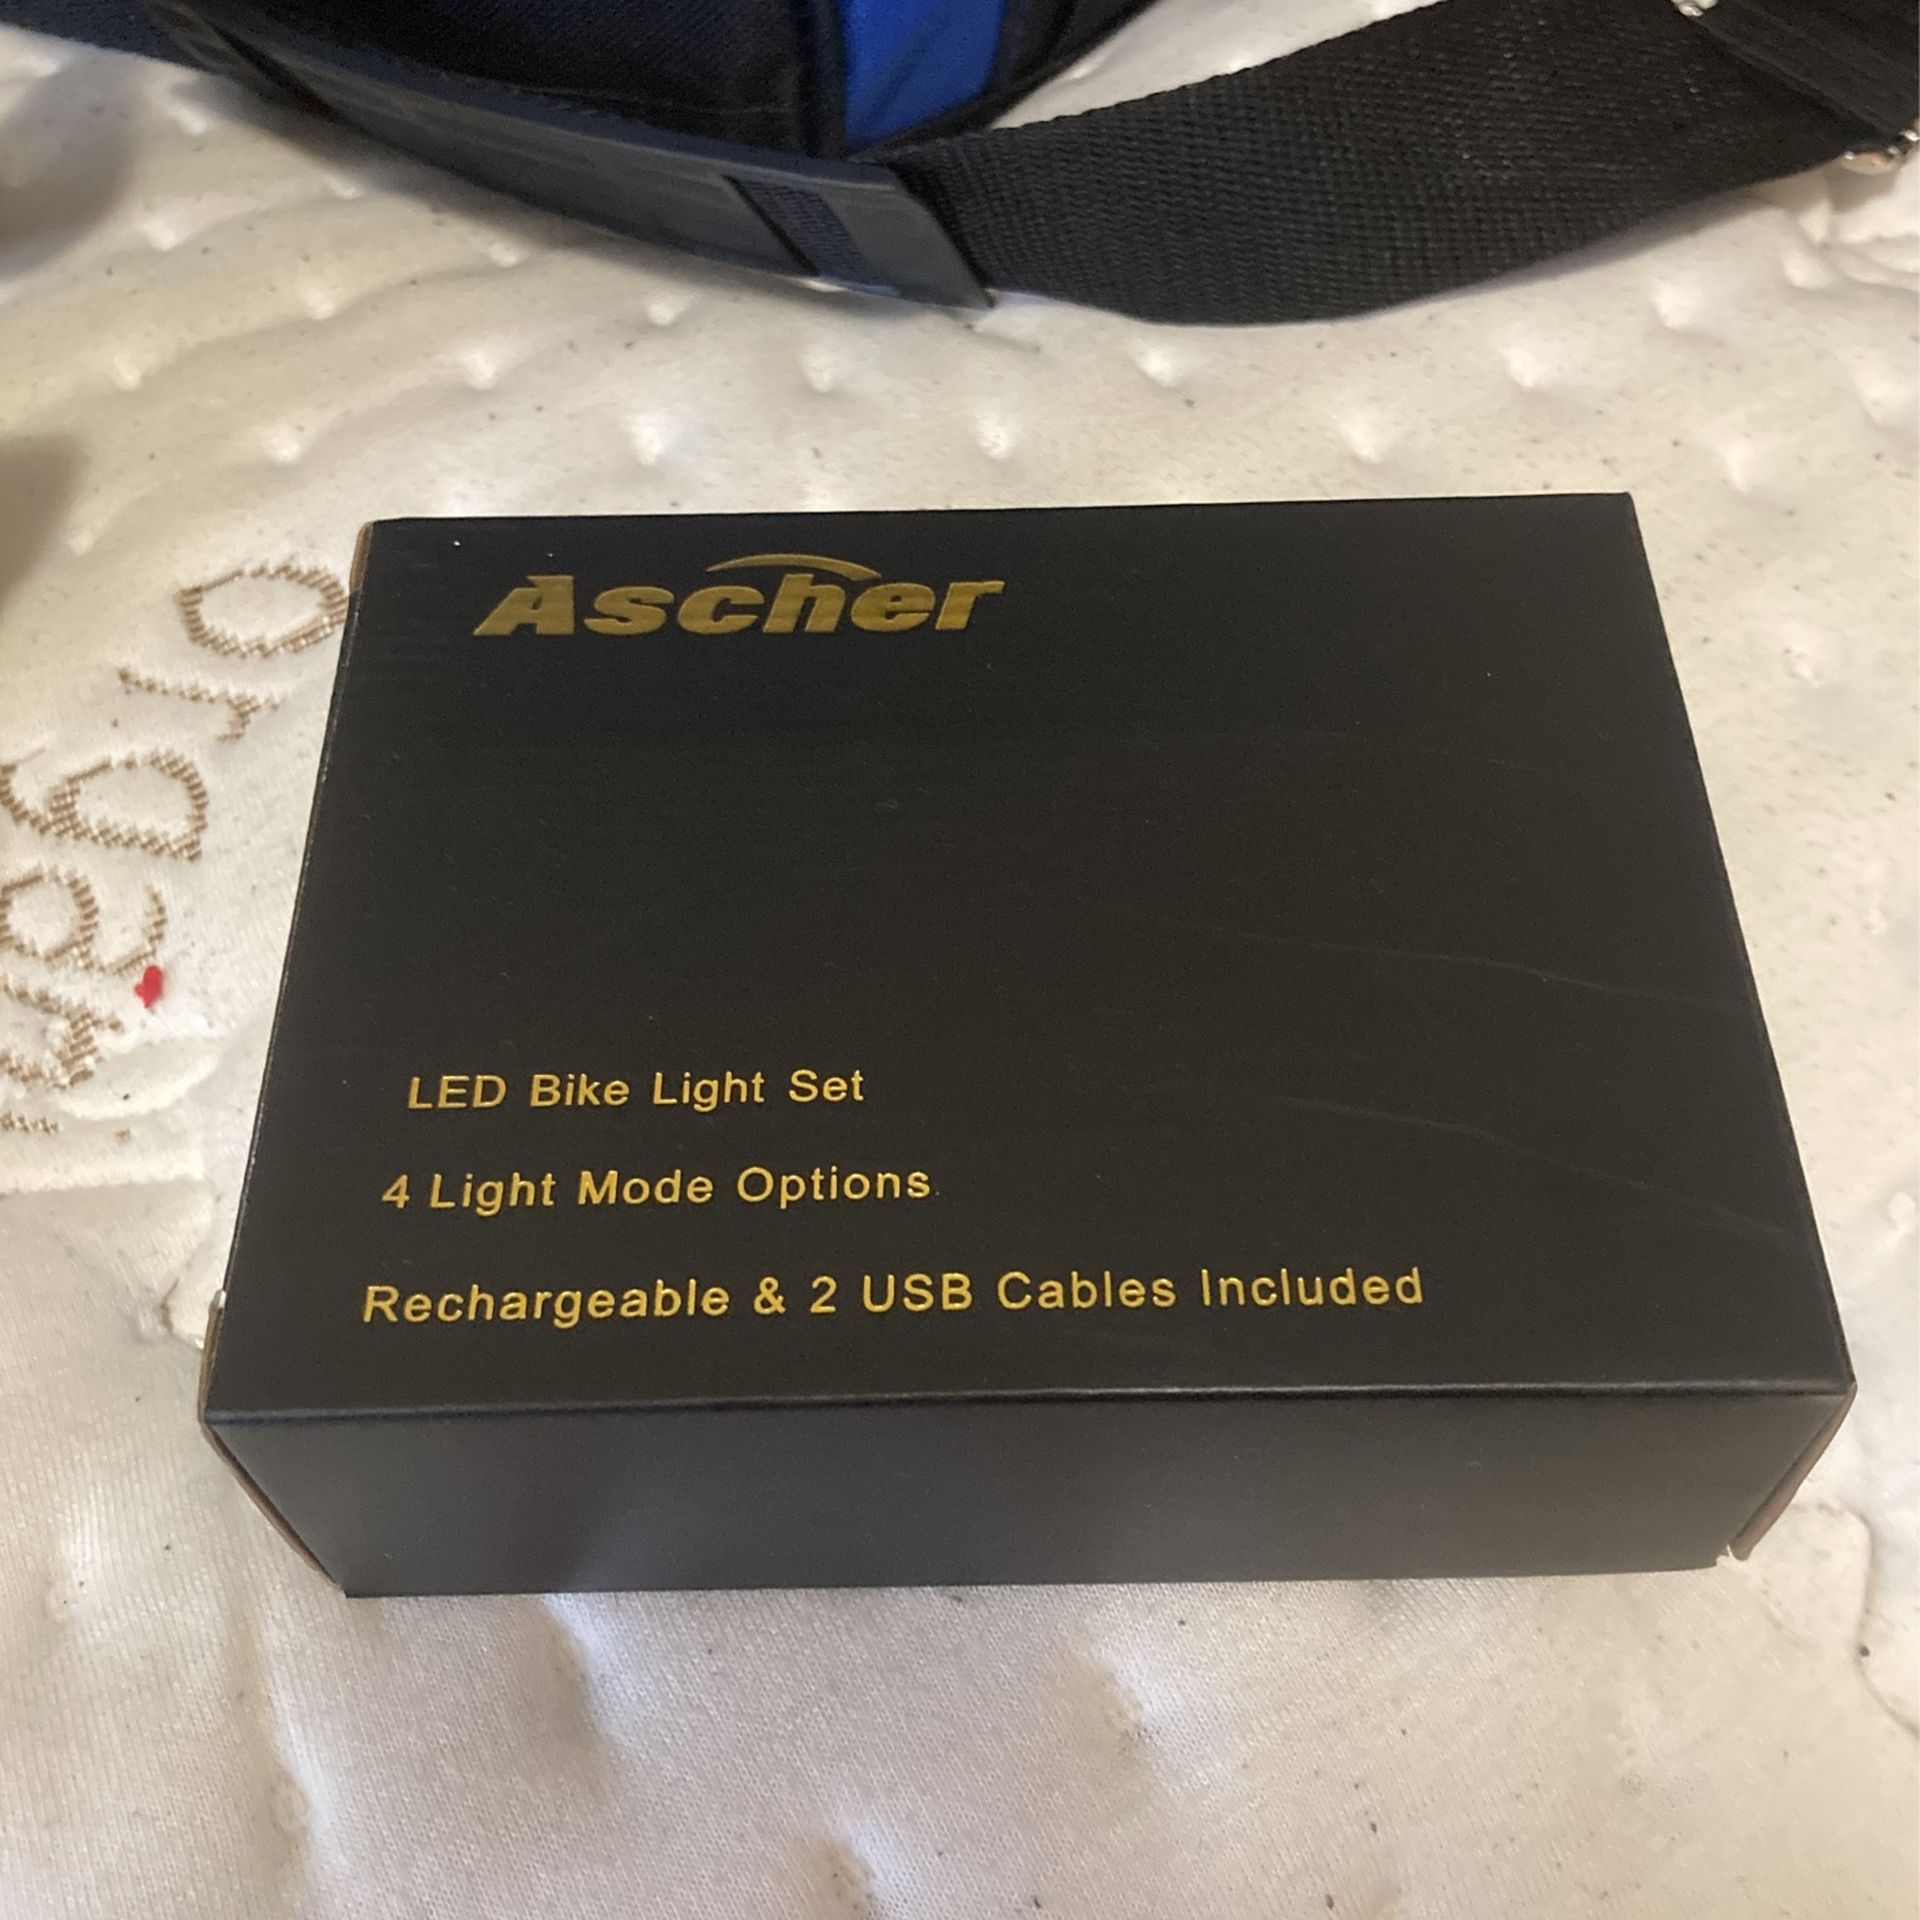 Ascher
LED Bike Light Set
4 Light Mode Options
Rechargeable & 2 USB Cables Included